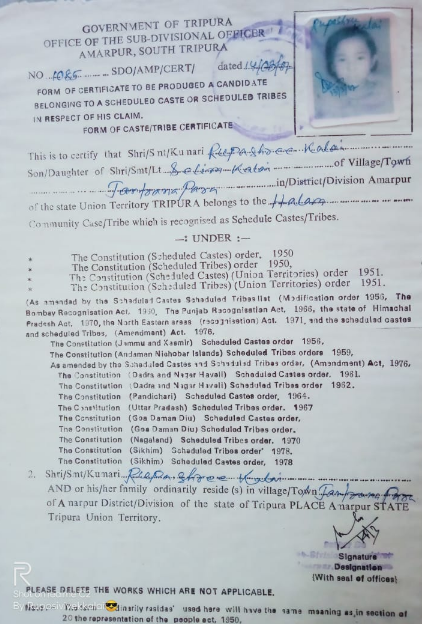 GOVERNMENT OF TRIPURA
OFFICE OF THE SUB-DIVISIONAL OFFICER
AMARPUR, SOUTH TRIPURA
NO 1085 SDO/AMP/CERT/ dated
FORM OF CERTIFICATE TO BE PRODUCED A CANDIDATE
BELONGING TO A SCHEDULED CASTE OR SCHEDULED TRIBES
IN RESPECT OF HIS CLAIM.
FORM OF CASTE/TRIBE CERTIFICATE
This is to certify that Shri/Smt/Kumari Rupashree Kalai
Son/Daughter of Shri/Smt/Lt Kalai of Village/Town
in/District/Division Amarpur
of the state Union Territory TRIPURA belongs to the Halam
Community Case/Tribe which is recognised as Schedule Castes/Tribes.
—: UNDER :—
* The Constitution (Scheduled Castes) order, 1950
* The Constitution (Scheduled Tribes) order 1950,
* The Constitution (Scheduled Castes) (Union Territories) order 1951.
* The Constitution (Scheduled Tribes) (Union Territories) order 1951.
(As amended by the Scheduled Castes Scheduled Tribes list (Modification order 1956, The
Bombay Recognisation Act. 1960, The Punjab Recognisation Act, 1966, the state of Himachal
Pradesh Act, 1970, the North Eastern areas (recognisation) Act. 1971, and the scheduled castes
and scheduled Tribes, (Amendment) Act. 1976.
The Constitution (Jammu and Kasmir) Scheduled Castes order 1956,
The Constitution (Andaman Nichobar Islands) Scheduled Tribes orders 1959,
As amended by the Scheduled Castes and Scheduled Tribes order, (Amendment) Act, 1976,
The Constitution (Dadra and Nagar Havali) Scheduled Castes order. 1961.
The Constitution (Dadra and Nagar Havali) Scheduled Tribes order 1962.
The Constitution (Pandichari) Scheduled Castes order, 1964.
The Constitution (Uttar Pradesh) Scheduled Tribes order. 1967
The Constitution (Goa Daman Diu) Scheduled Castes order,
The Constitution (Goa Daman Diu) Scheduled Tribes order,
The Constitution (Nagaland) Scheduled Tribes order. 1970
The Constitution (Sikhim) Scheduled Tribes order' 1978.
The Constitution (Sikhim) Scheduled Castes order, 1978
2. Shri/Smt/Kumari Rupashree Kalai
AND or his/her family ordinarily reside (s) in village/Town
of Amarpur District/Division of the state of Tripura PLACE Amarpur STATE
Tripura Union Territory.
Signature
Designation
(With seal of offices)
PLEASE DELETE THE WORKS WHICH ARE NOT APPLICABLE.
Shot on realme C2
By
Note :- The term 'ordinarily resides' used here will have the same meaning as in section of
20 the representation of the people act, 1950,